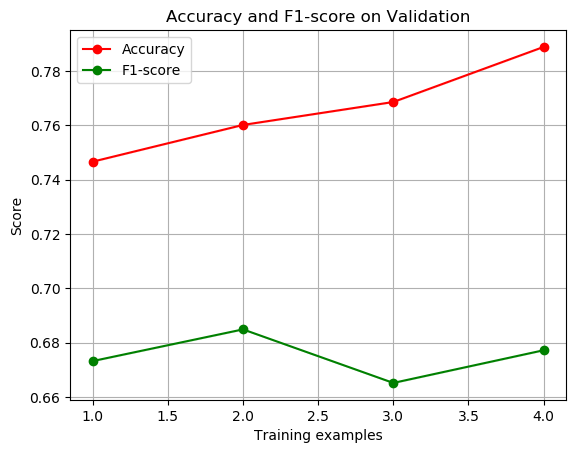 Accuracy and F1-score on Validation
Accuracy
F1-score
0.78
0.76
0.74
0.72
0.70
0.68
0.66
Score
1.0 1.5 2.0 2.5 3.0 3.5 4.0
Training examples